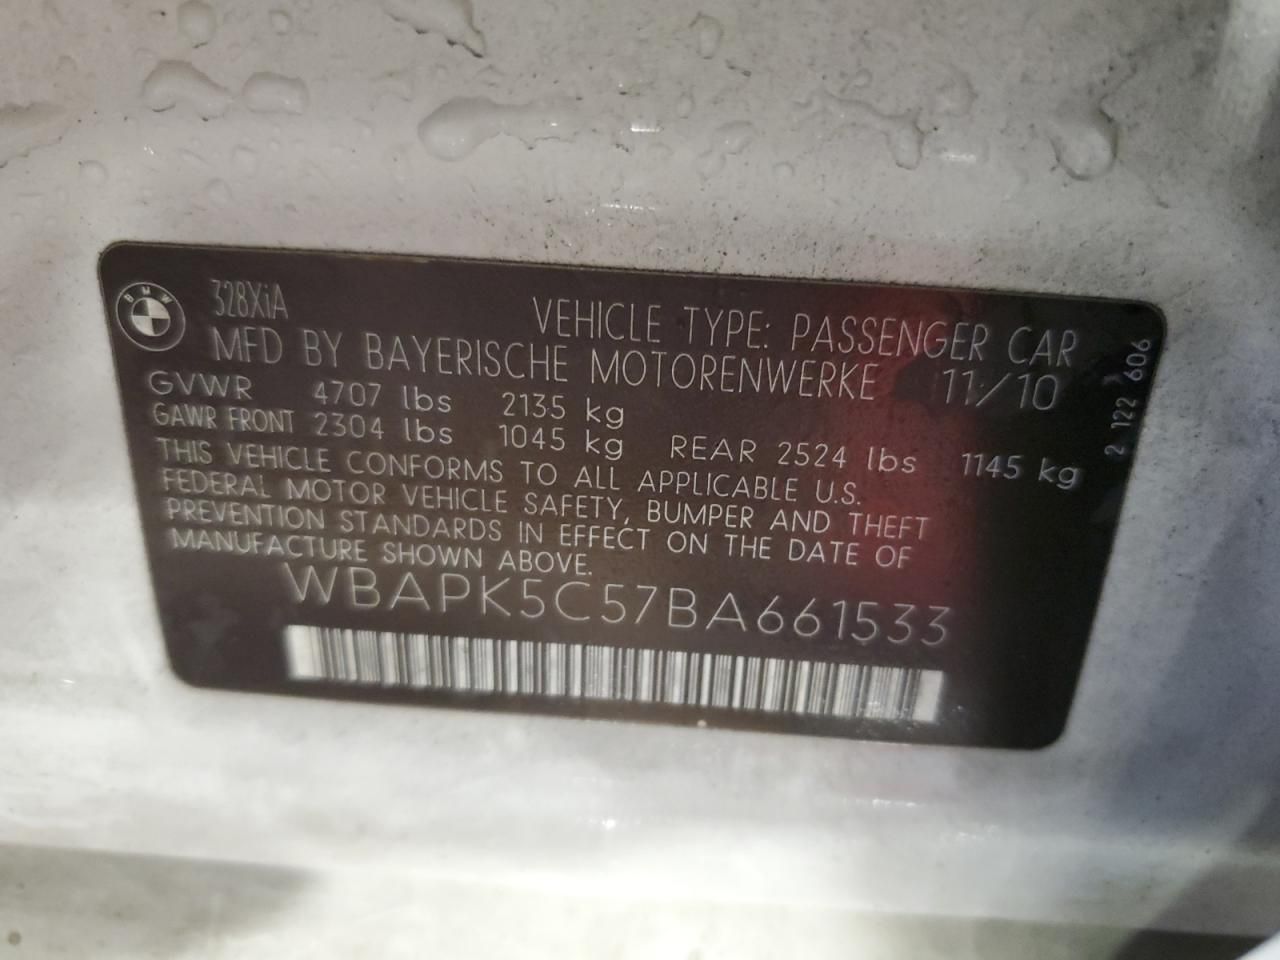 BMW
328XiA
VEHICLE TYPE: PASSENGER CAR
MFD BY BAYERISCHE MOTORENWERKE 11/10
GVWR 4707 lbs 2135 kg
GAWR FRONT 2304 lbs 1045 kg REAR 2524 lbs 1145 kg
THIS VEHICLE CONFORMS TO ALL APPLICABLE U.S.
FEDERAL MOTOR VEHICLE SAFETY, BUMPER AND THEFT
PREVENTION STANDARDS IN EFFECT ON THE DATE OF
MANUFACTURE SHOWN ABOVE.
WBAPK5C57BA661533
2 122 606